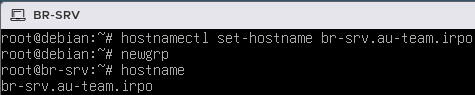 BR-SRV
root@debian:~# hostnamectl set-hostname br-srv.au-team.irpo
root@debian:~# newgrp
root@br-srv:~# hostname
br-srv.au-team.irpo